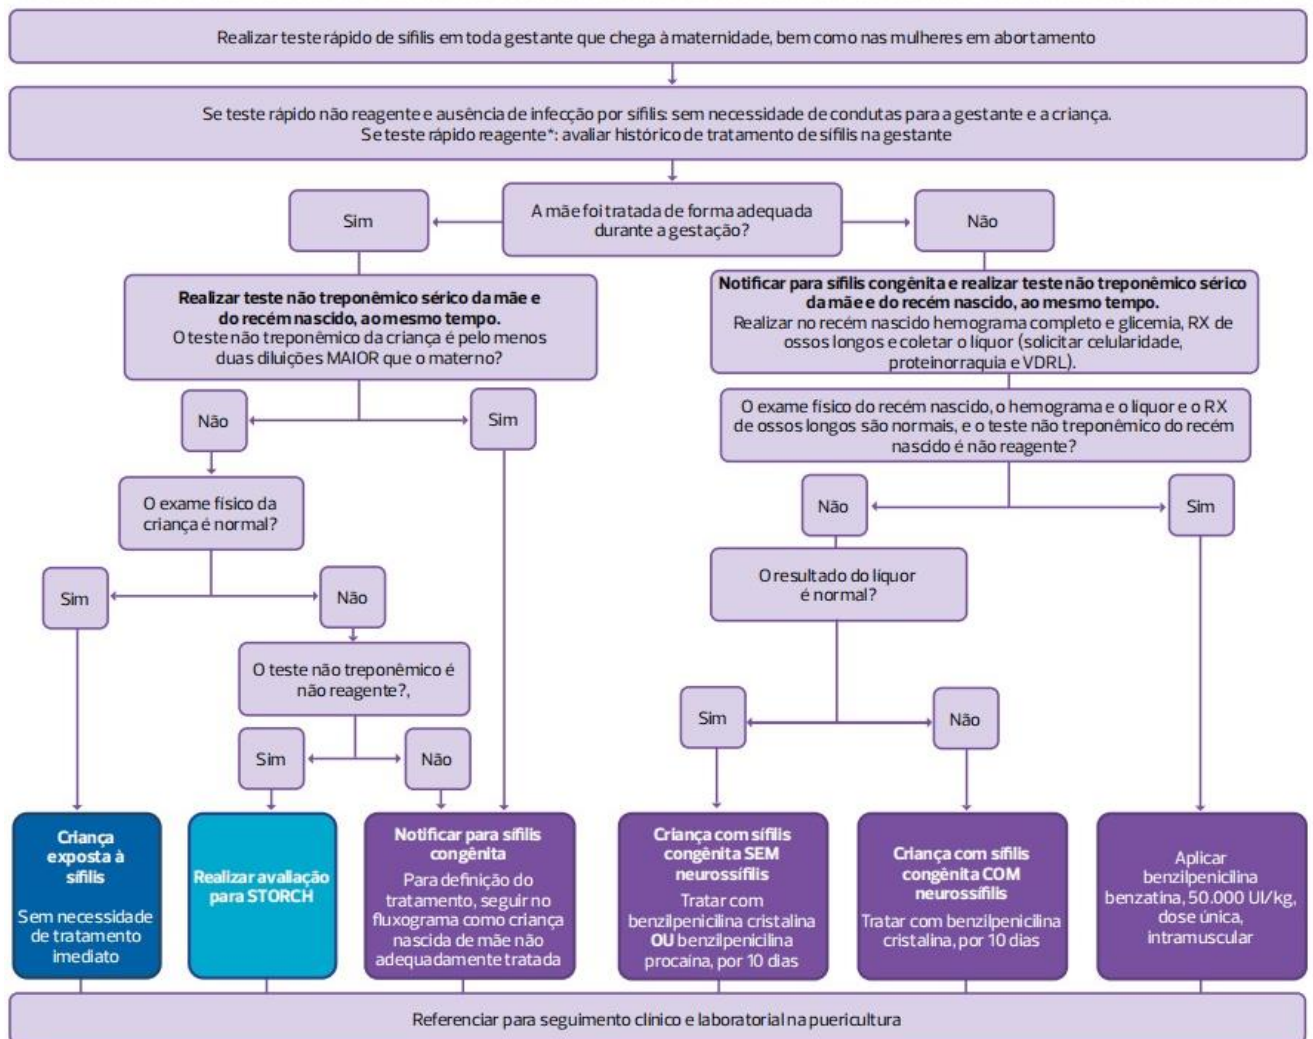 Realizar teste rápido de sífilis em toda gestante que chega à maternidade, bem como nas mulheres em abortamento
Se teste rápido não reagente e ausência de infecção por sífilis: sem necessidade de condutas para a gestante e a criança.
Se teste rápido reagente*: avaliar histórico de tratamento de sífilis na gestante
A mãe foi tratada de forma adequada
durante a gestação?
Sim
Não
Realizar teste não treponêmico sérico da mãe e
do recém nascido, ao mesmo tempo.
O teste não treponêmico da criança é pelo menos
duas diluições MAIOR que o materno?
Notificar para sífilis congênita e realizar teste não treponêmico sérico
da mãe e do recém nascido, ao mesmo tempo.
Realizar no recém nascido hemograma completo e glicemia, RX de
ossos longos e coletar o líquor (solicitar celularidade,
proteinorraquia e VDRL).
Não
Sim
O exame físico do recém nascido, o hemograma e o líquor e o RX
de ossos longos são normais, e o teste não treponêmico do recém
nascido é não reagente?
O exame físico da
criança é normal?
Não
Sim
Sim
Não
O resultado do líquor
é normal?
O teste não treponêmico é
não reagente?,
Sim
Não
Sim
Não
Criança
exposta à
sífilis
Sem necessidade
de tratamento
imediato
Realizar avaliação
para STORCH
Notificar para sífilis
congênita
Para definição do
tratamento, seguir no
fluxograma como criança
nascida de mãe não
adequadamente tratada
Criança com sífilis
congênita SEM
neurossífilis
Tratar com
benzilpenicilina cristalina
OU benzilpenicilina
procaína, por 10 dias
Criança com sífilis
congênita COM
neurossífilis
Tratar com benzilpenicilina
cristalina, por 10 dias
Aplicar
benzilpenicilina
benzatina, 50.000 UI/kg,
dose única,
intramuscular
Referenciar para seguimento clínico e laboratorial na puericultura